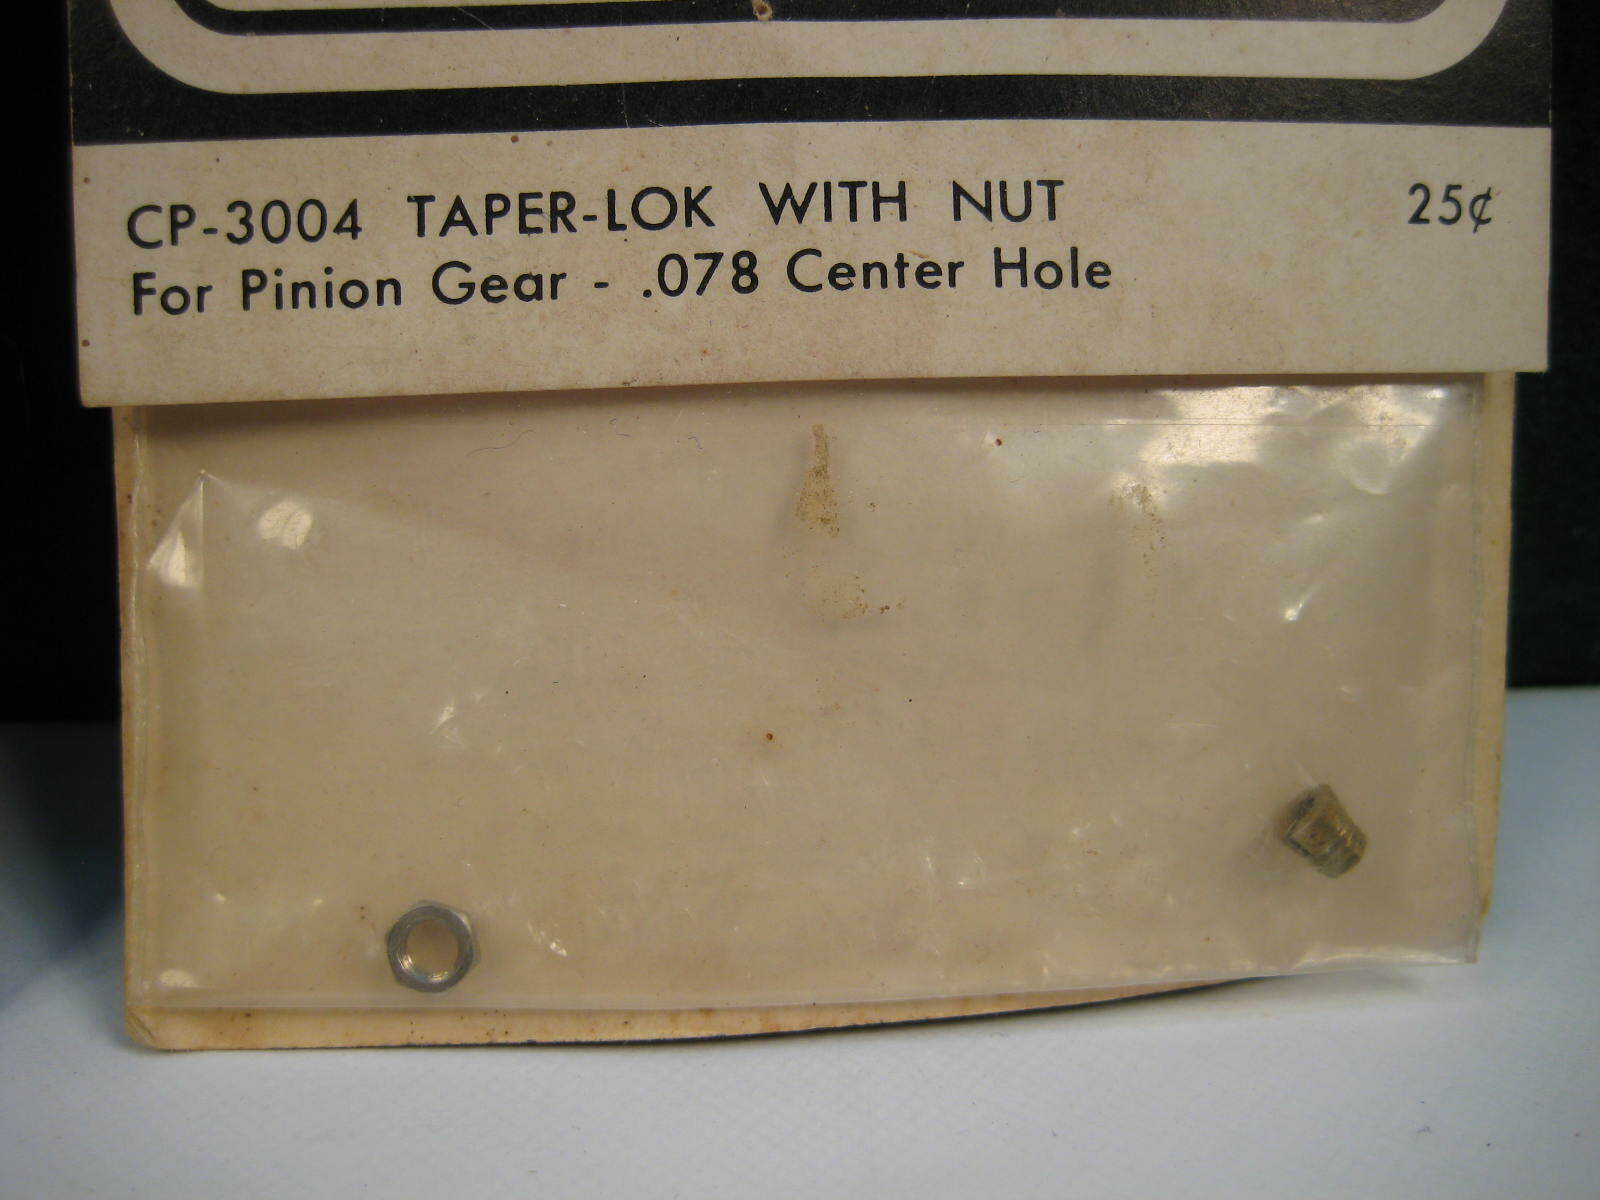 CP-3004 TAPER-LOK WITH NUT 25¢
For Pinion Gear - .078 Center Hole